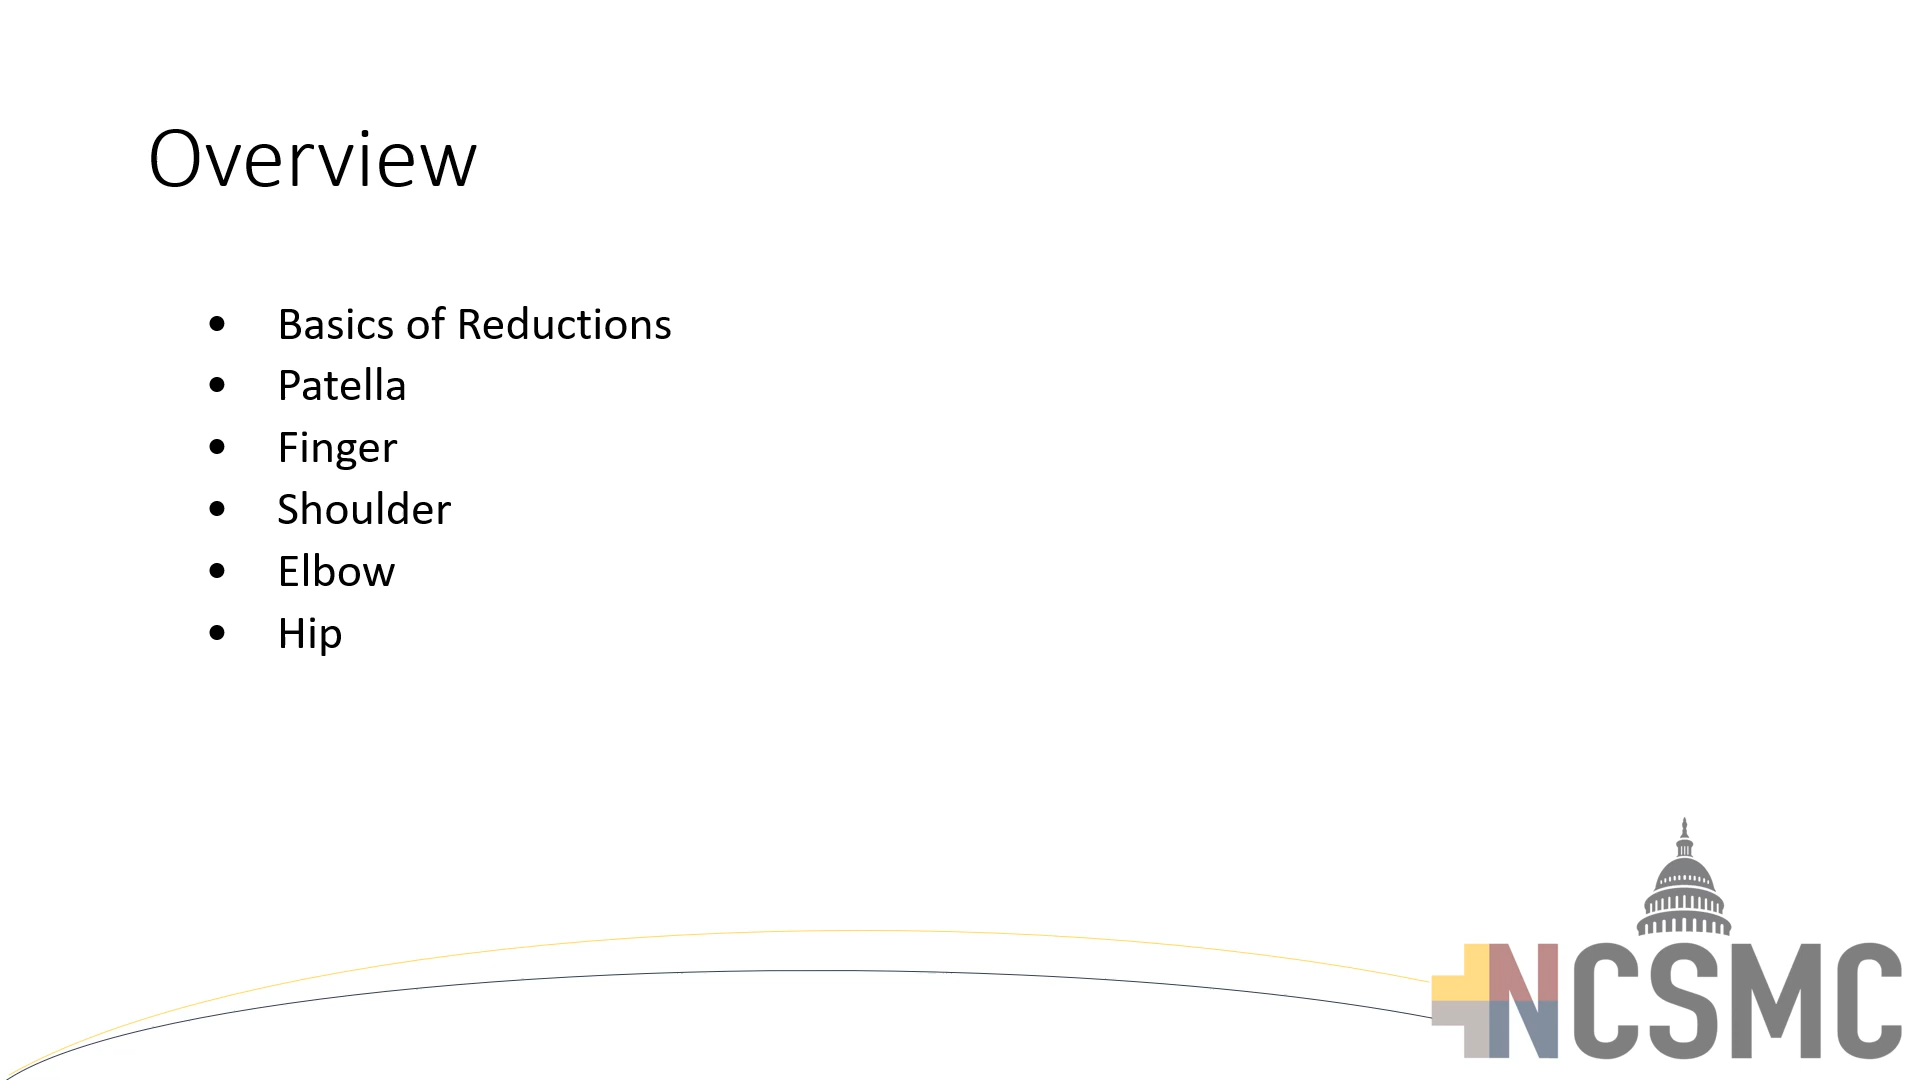 Overview
• Basics of Reductions
• Patella
• Finger
• Shoulder
• Elbow
• Hip
NCSMC